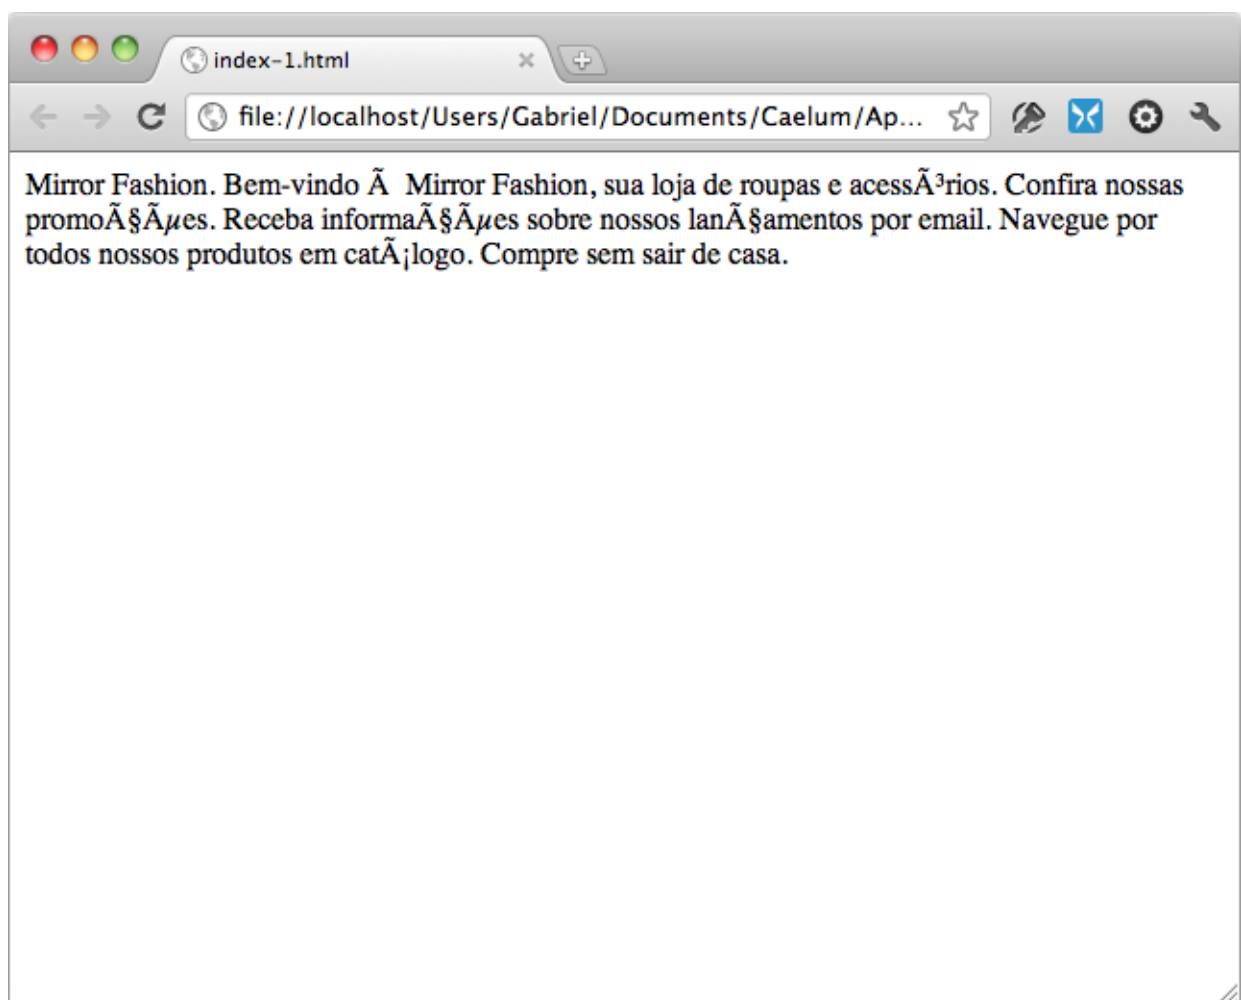 index-1.html
file://localhost/Users/Gabriel/Documents/Caelum/Ap...
Mirror Fashion. Bem-vindo Ã  Mirror Fashion, sua loja de roupas e acessÃ³rios. Confira nossas
promoÃ§Ãµes. Receba informaÃ§Ãµes sobre nossos lanÃ§amentos por email. Navegue por
todos nossos produtos em catÃ¡logo. Compre sem sair de casa.